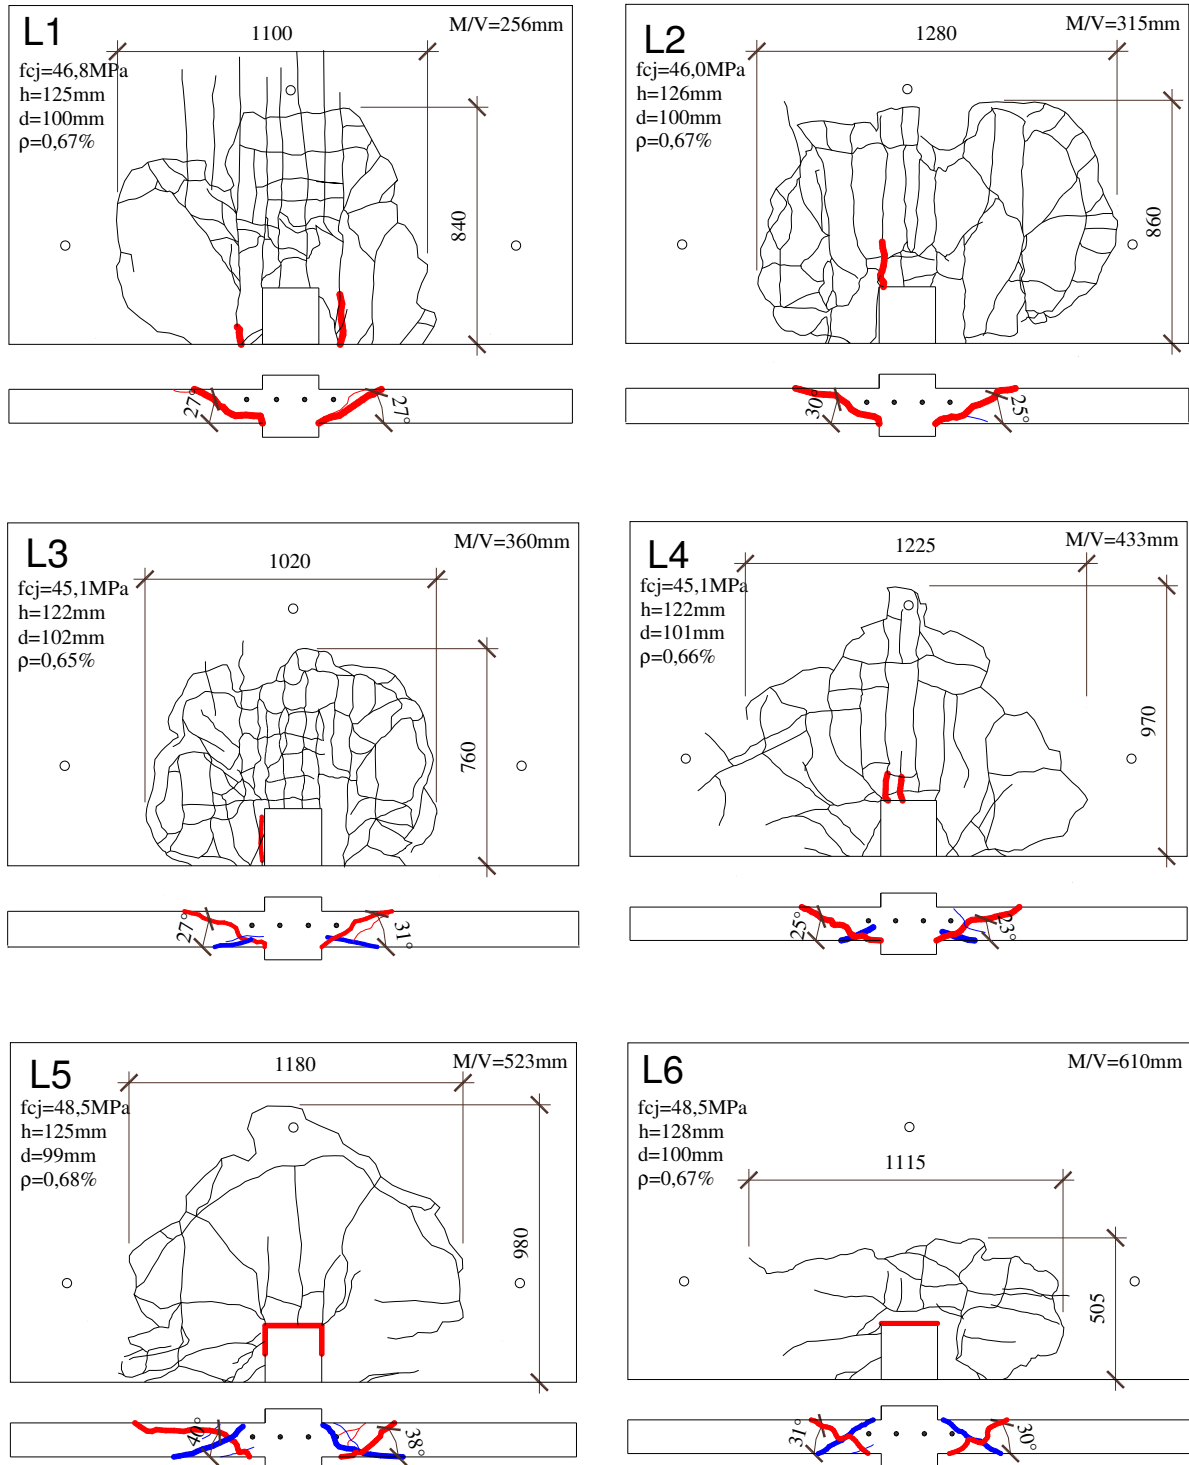 L1
M/V=256mm
1100
fcj=46,8MPa
h=125mm
d=100mm
ρ=0,67%
840
27°
27°
L2
M/V=315mm
1280
fcj=46,0MPa
h=126mm
d=100mm
ρ=0,67%
860
30°
25°
L3
M/V=360mm
1020
fcj=45,1MPa
h=122mm
d=102mm
ρ=0,65%
760
27°
31°
L4
M/V=433mm
1225
fcj=45,1MPa
h=122mm
d=101mm
ρ=0,66%
970
25°
23°
L5
M/V=523mm
1180
fcj=48,5MPa
h=125mm
d=99mm
ρ=0,68%
980
40°
38°
L6
M/V=610mm
fcj=48,5MPa
h=128mm
d=100mm
ρ=0,67%
1115
505
31°
30°